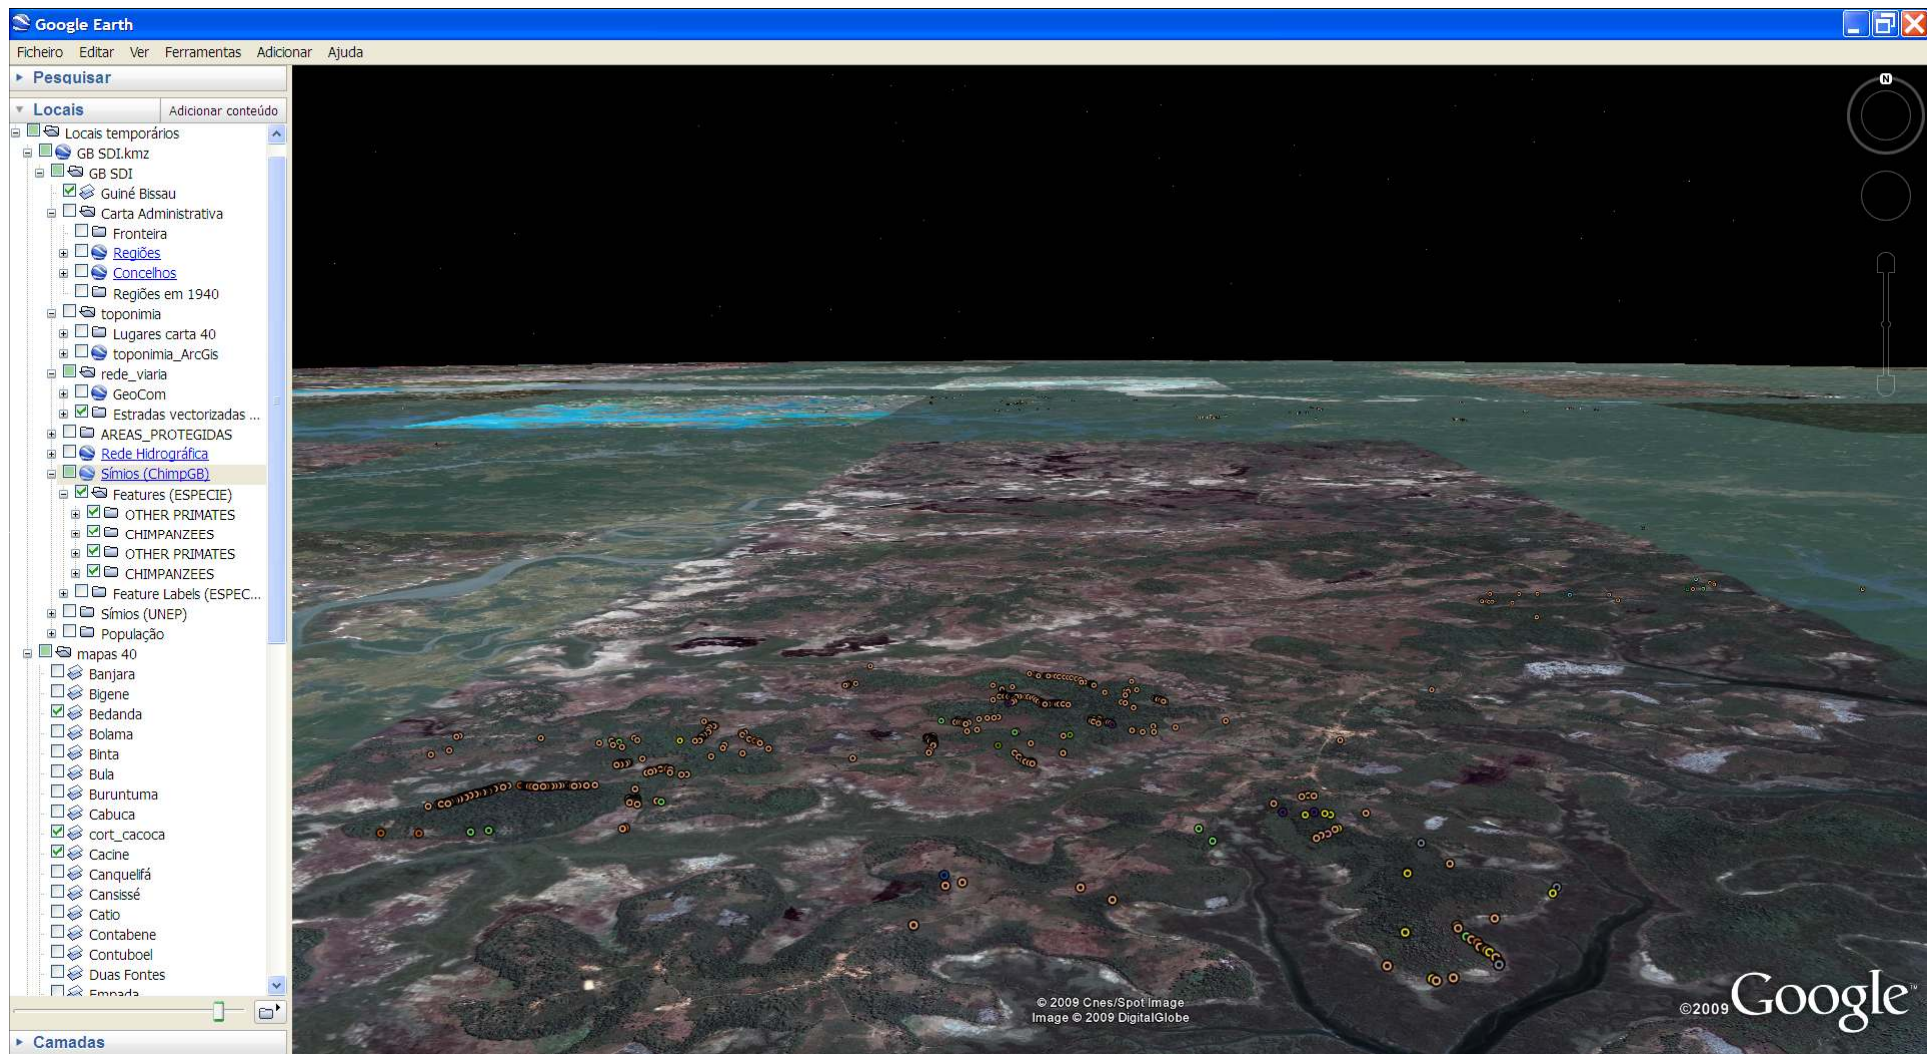 Google Earth
Ficheiro Editar Ver Ferramentas Adicionar Ajuda
Pesquisar
Locais Adicionar conteúdo
Locais temporários
GB SDI.kmz
GB SDI
Guiné Bissau
Carta Administrativa
Fronteira
Regiões
Concelhos
Regiões em 1940
toponimia
Lugares carta 40
toponimia_ArcGis
rede_viaria
GeoCom
Estradas vectorizadas ...
AREAS_PROTEGIDAS
Rede Hidrográfica
Símios (ChimpGB)
Features (ESPECIE)
OTHER PRIMATES
CHIMPANZEES
OTHER PRIMATES
CHIMPANZEES
Feature Labels (ESPEC...
Símios (UNEP)
População
mapas 40
Banjara
Bigene
Bedanda
Bolama
Binta
Bula
Buruntuma
Cabuca
cort_cacoca
Cacine
Canquelifá
Cansissé
Catio
Contabene
Contuboel
Duas Fontes
Empada
Camadas
N
© 2009 Cnes/Spot Image
Image © 2009 DigitalGlobe
©2009 Google™